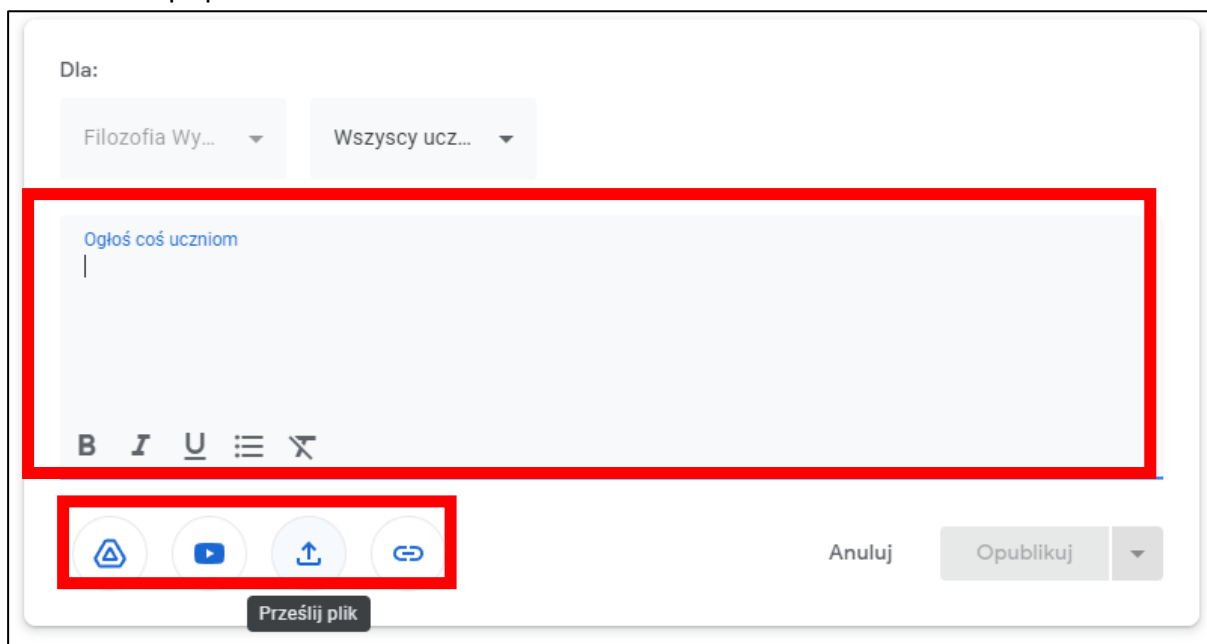 Dla:
Filozofia Wy... Wszyscy ucz...
Ogłoś coś uczniom
B I U
Anuluj Opublikuj
Prześlij plik